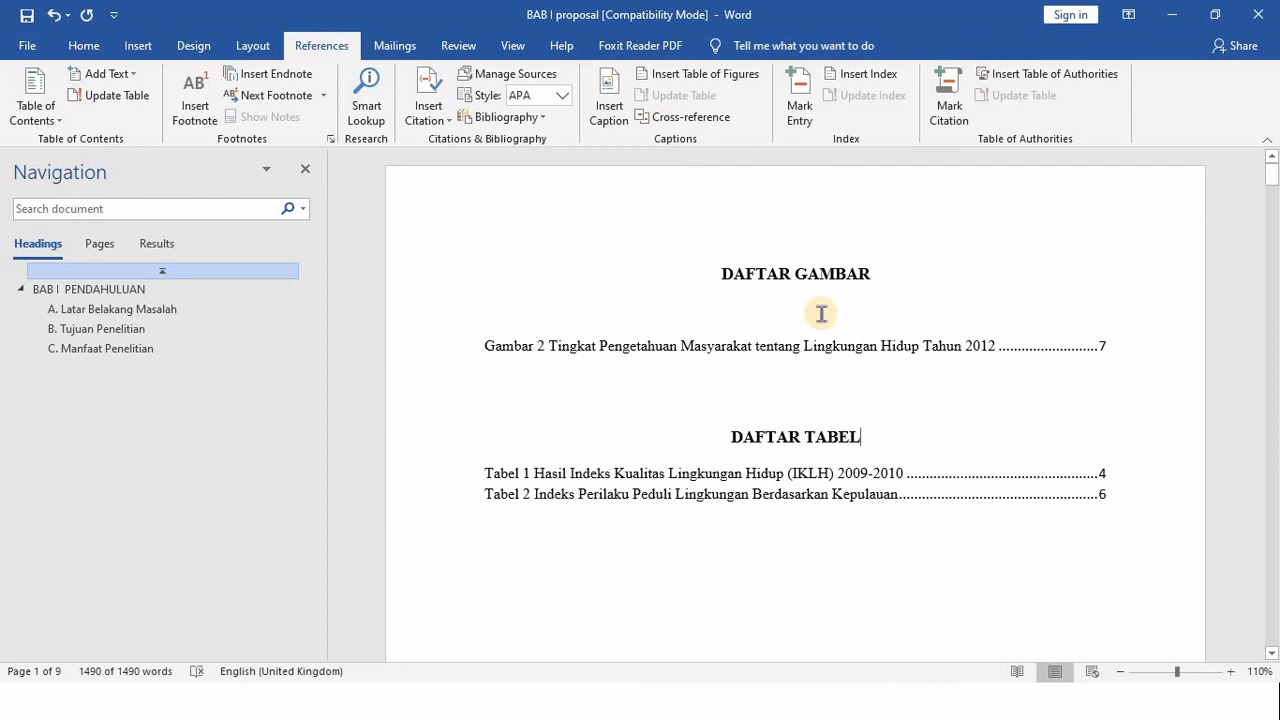 BAB I proposal [Compatibility Mode] - Word
Sign in
File Home Insert Design Layout References Mailings Review View Help Foxit Reader PDF Tell me what you want to do Share
Table of Contents
Add Text
Update Table
Table of Contents
AB1
Insert Footnote
Insert Endnote
Next Footnote
Show Notes
Footnotes
Smart Lookup
Research
Insert Citation
Manage Sources
Style: APA
Bibliography
Citations & Bibliography
Insert Caption
Insert Table of Figures
Update Table
Cross-reference
Captions
Mark Entry
Insert Index
Update Index
Index
Mark Citation
Insert Table of Authorities
Update Table
Table of Authorities
Navigation
Search document
Headings Pages Results
BAB I PENDAHULUAN
A. Latar Belakang Masalah
B. Tujuan Penelitian
C. Manfaat Penelitian
DAFTAR GAMBAR
Gambar 2 Tingkat Pengetahuan Masyarakat tentang Lingkungan Hidup Tahun 2012 ..........................7
DAFTAR TABEL
Tabel 1 Hasil Indeks Kualitas Lingkungan Hidup (IKLH) 2009-2010 ..................................................4
Tabel 2 Indeks Perilaku Peduli Lingkungan Berdasarkan Kepulauan....................................................6
Page 1 of 9 1490 of 1490 words English (United Kingdom) 110%